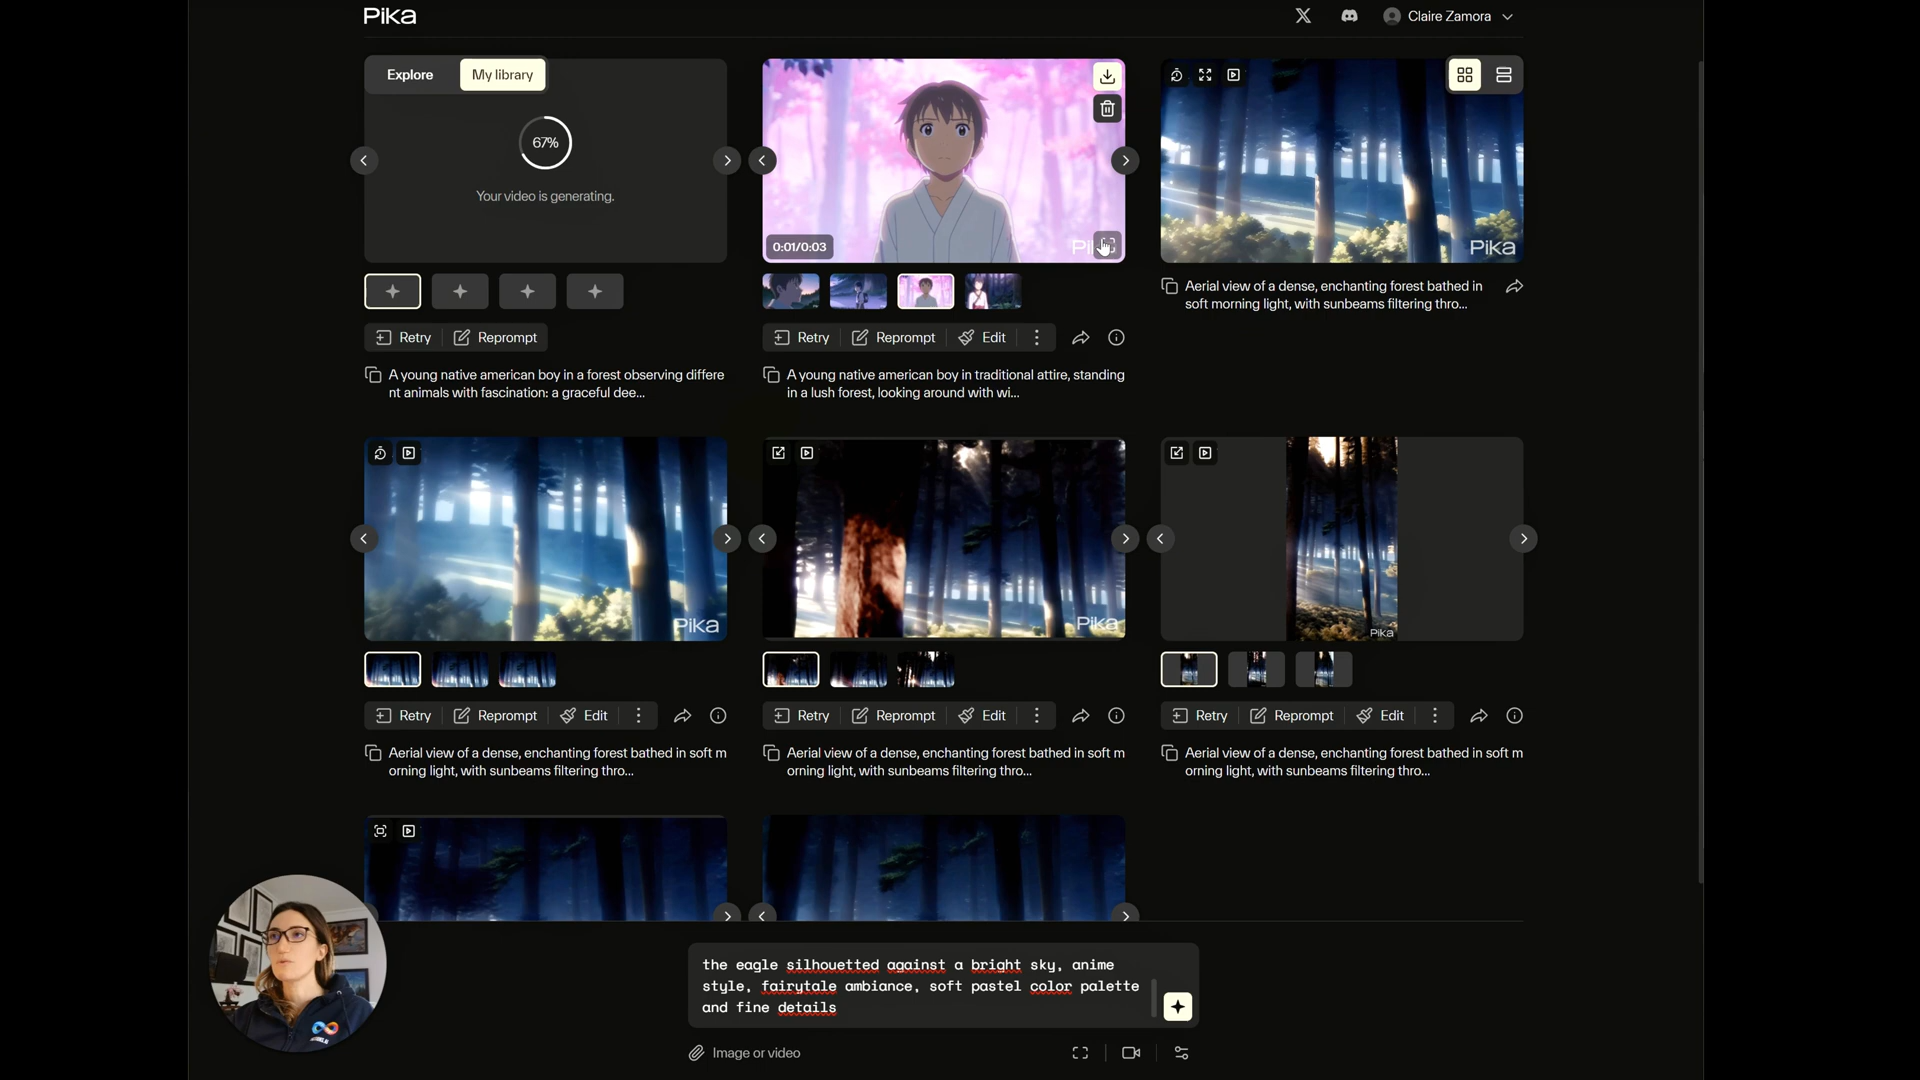 Pika
Claire Zamora
Explore
My library
67%
Your video is generating.
0:01/0:03
Pika
Retry
Reprompt
Retry
Reprompt
Edit
Aerial view of a dense, enchanting forest bathed in
soft morning light, with sunbeams filtering thro...
A young native american boy in a forest observing differe
nt animals with fascination: a graceful dee...
A young native american boy in traditional attire, standing
in a lush forest, looking around with wi...
Pika
Pika
Pika
Retry
Reprompt
Edit
Retry
Reprompt
Edit
Retry
Reprompt
Edit
Aerial view of a dense, enchanting forest bathed in soft m
orning light, with sunbeams filtering thro...
Aerial view of a dense, enchanting forest bathed in soft m
orning light, with sunbeams filtering thro...
Aerial view of a dense, enchanting forest bathed in soft m
orning light, with sunbeams filtering thro...
the eagle silhouetted against a bright sky, anime
style, fairytale ambiance, soft pastel color palette
and fine details
Image or video